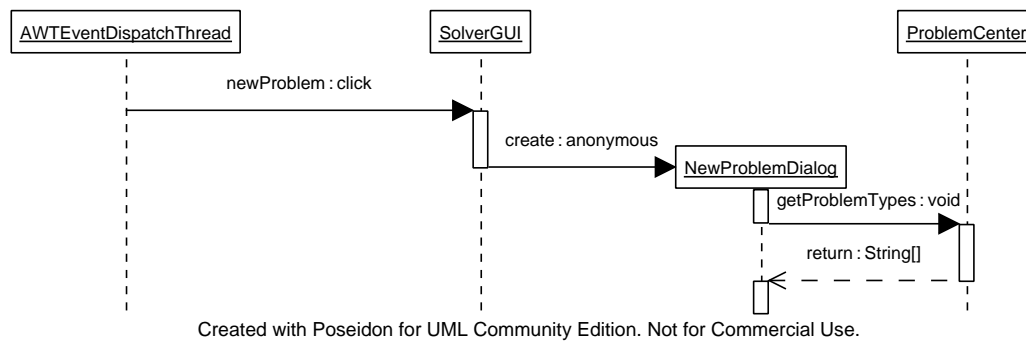 AWTEventDispatchThread
SolverGUI
ProblemCenter
newProblem : click
create : anonymous
NewProblemDialog
getProblemTypes : void
return : String[]
Created with Poseidon for UML Community Edition. Not for Commercial Use.